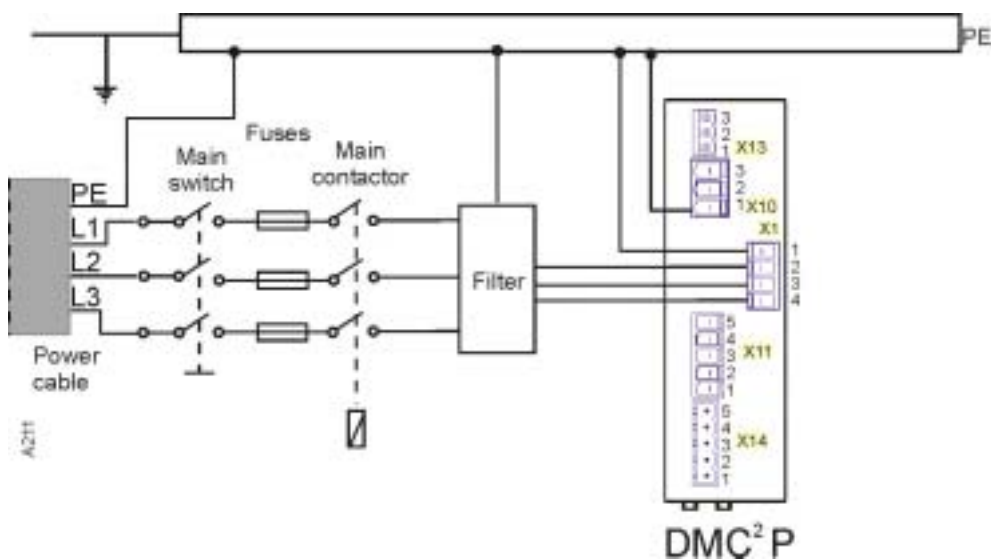 PE
Fuses
Main
switch
Main
contactor
PE
L1
L2
L3
Power
cable
Filter
3
2
1
X13
3
2
1
X10
X1
1
2
3
4
5
4
3
2
1
X11
5
4
3
2
1
X14
A211
DMC² P